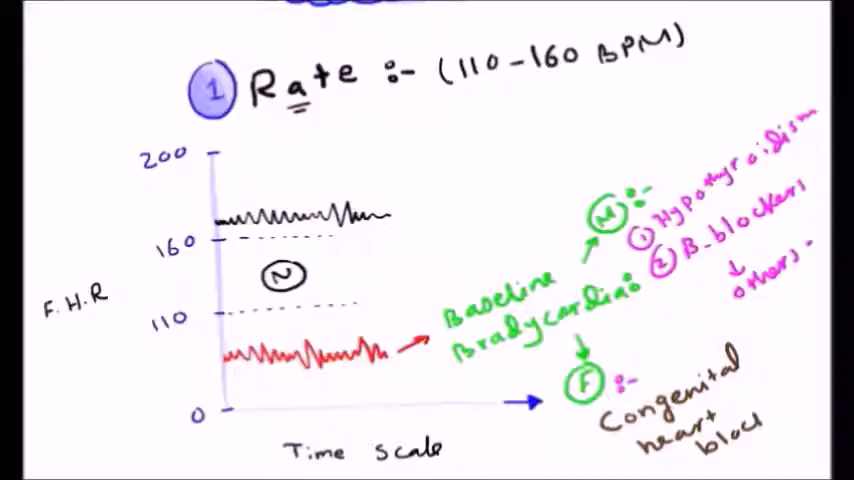 1 Rate :- (110-160 BPM)
200
160
N
110
0
F.H.R
Time scale
Baseline
Bradycardia:
M :-
1 Hypothyroidism
2 B-blockers
others.
F :-
Congenital
heart
block